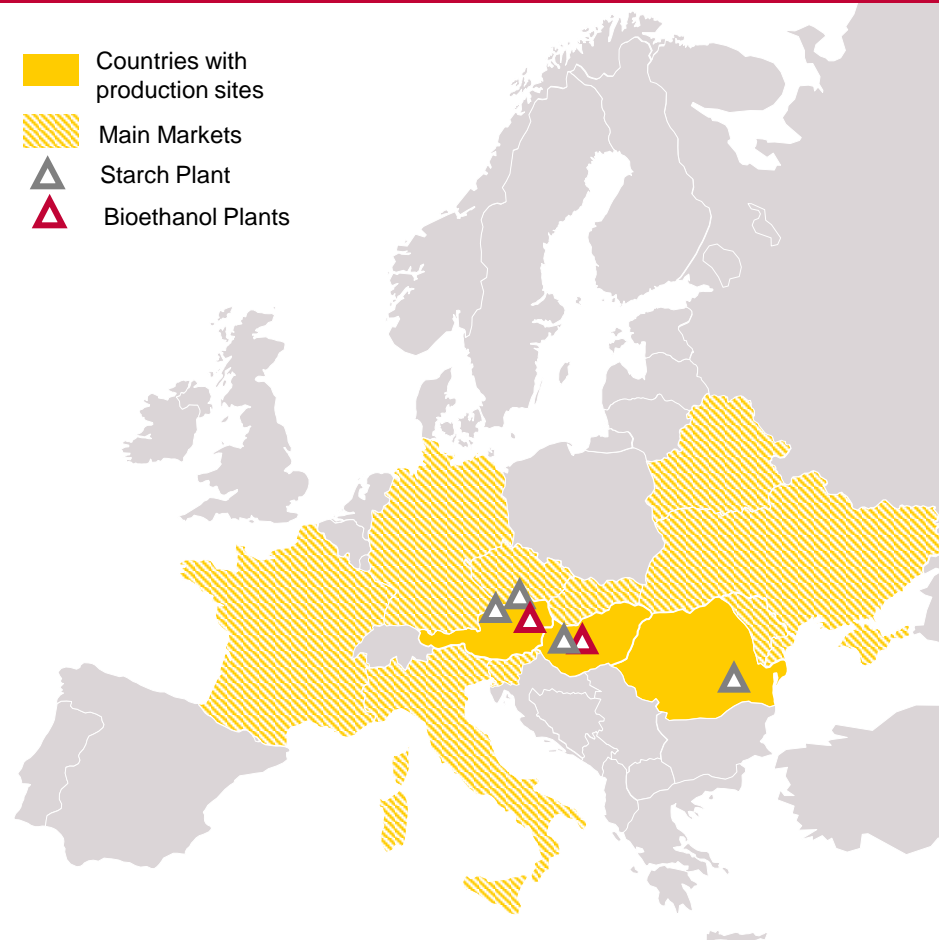 Countries with
production sites
Main Markets
Starch Plant
Bioethanol Plants